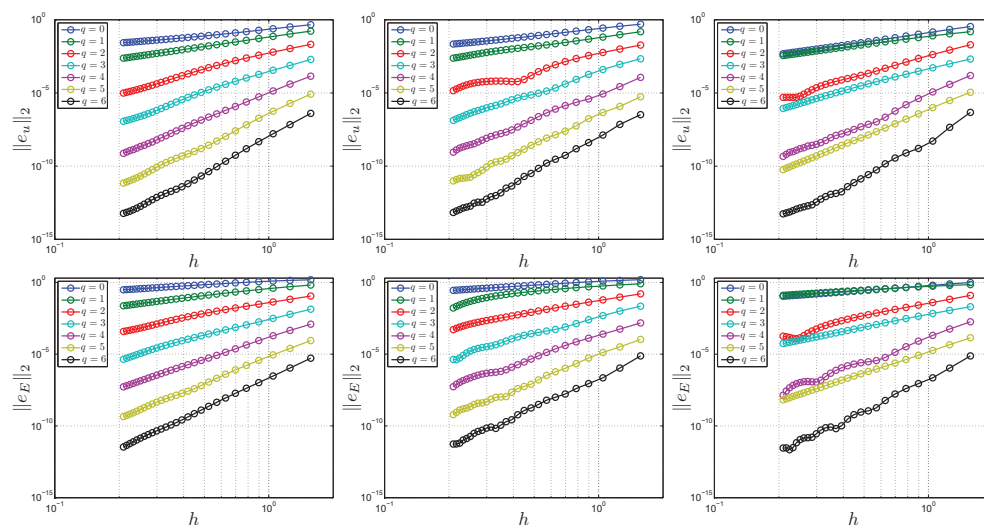 10^0
10^-5
10^-10
10^-15
10^-1
10^0
h
||e_u||_2
q = 0
q = 1
q = 2
q = 3
q = 4
q = 5
q = 6
10^0
10^-5
10^-10
10^-15
10^-1
10^0
h
||e_u||_2
q = 0
q = 1
q = 2
q = 3
q = 4
q = 5
q = 6
10^0
10^-5
10^-10
10^-15
10^-1
10^0
h
||e_u||_2
q = 0
q = 1
q = 2
q = 3
q = 4
q = 5
q = 6
10^0
10^-5
10^-10
10^-15
10^-1
10^0
h
||e_E||_2
q = 0
q = 1
q = 2
q = 3
q = 4
q = 5
q = 6
10^0
10^-5
10^-10
10^-15
10^-1
10^0
h
||e_E||_2
q = 0
q = 1
q = 2
q = 3
q = 4
q = 5
q = 6
10^0
10^-5
10^-10
10^-15
10^-1
10^0
h
||e_E||_2
q = 0
q = 1
q = 2
q = 3
q = 4
q = 5
q = 6